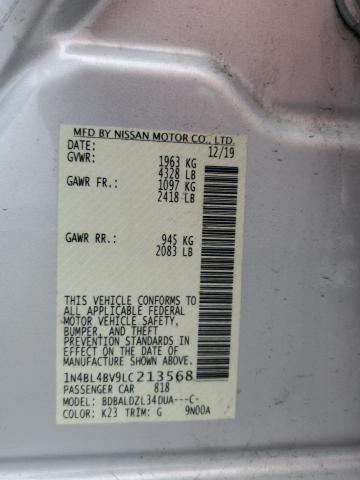 MFD BY NISSAN MOTOR CO., LTD.
DATE: 12/19
GVWR: 1963 KG
4328 LB
GAWR FR.: 1097 KG
2418 LB
GAWR RR.: 945 KG
2083 LB
THIS VEHICLE CONFORMS TO
ALL APPLICABLE FEDERAL
MOTOR VEHICLE SAFETY,
BUMPER, AND THEFT
PREVENTION STANDARDS IN
EFFECT ON THE DATE OF
MANUFACTURE SHOWN ABOVE.
1N4BL4BV9LC213568
PASSENGER CAR 818
MODEL: BDBALDZL34DUA---C-
COLOR: K23 TRIM: G 9N00A